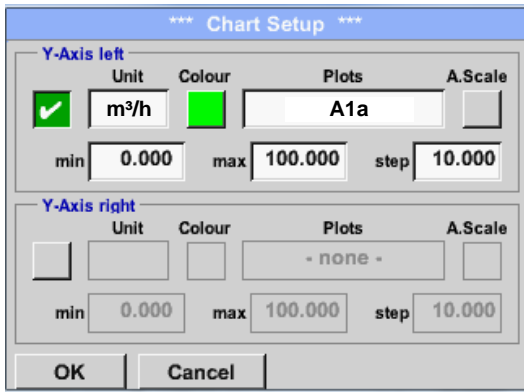 *** Chart Setup ***
Y-Axis left
Unit Colour Plots A.Scale
m³/h A1a
min 0.000 max 100.000 step 10.000
Y-Axis right
Unit Colour Plots A.Scale
- none -
min 0.000 max 100.000 step 10.000
OK Cancel